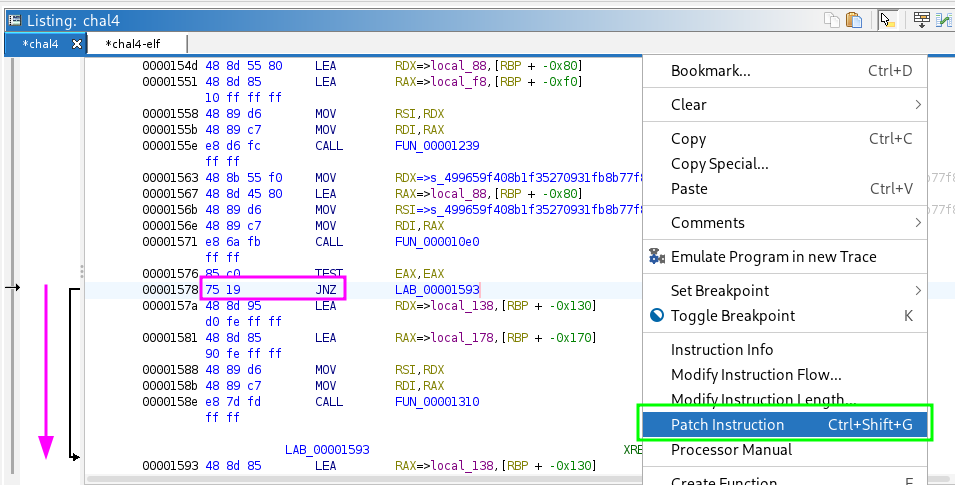 Listing: chal4
*chal4 *chal4-elf
0000154d 48 8d 55 80 LEA RDX=>local_88,[RBP + -0x80]
00001551 48 8d 85 LEA RAX=>local_f8,[RBP + -0xf0]
10 ff ff ff
00001558 48 89 d6 MOV RSI,RDX
0000155b 48 89 c7 MOV RDI,RAX
0000155e e8 d6 fc CALL FUN_00001239
ff ff
00001563 48 8b 55 f0 MOV RDX=>s_499659f408b1f35270931fb8b77f8
00001567 48 8d 45 80 LEA RAX=>local_88,[RBP + -0x80]
0000156b 48 89 d6 MOV RSI=>s_499659f408b1f35270931fb8b77f8
0000156e 48 89 c7 MOV RDI,RAX
00001571 e8 6a fb CALL FUN_000010e0
ff ff
00001576 85 c0 TEST EAX,EAX
00001578 75 19 JNZ LAB_00001593
0000157a 48 8d 95 LEA RDX=>local_138,[RBP + -0x130]
d0 fe ff ff
00001581 48 8d 85 LEA RAX=>local_178,[RBP + -0x170]
90 fe ff ff
00001588 48 89 d6 MOV RSI,RDX
0000158b 48 89 c7 MOV RDI,RAX
0000158e e8 7d fd CALL FUN_00001310
ff ff
LAB_00001593 XRE
00001593 48 8d 85 LEA RAX=>local_138,[RBP + -0x130]
Bookmark... Ctrl+D
Clear
Copy Ctrl+C
Copy Special...
Paste Ctrl+V
Comments
Emulate Program in new Trace
Set Breakpoint
Toggle Breakpoint K
Instruction Info
Modify Instruction Flow...
Modify Instruction Length...
Patch Instruction Ctrl+Shift+G
Processor Manual
Create Function F